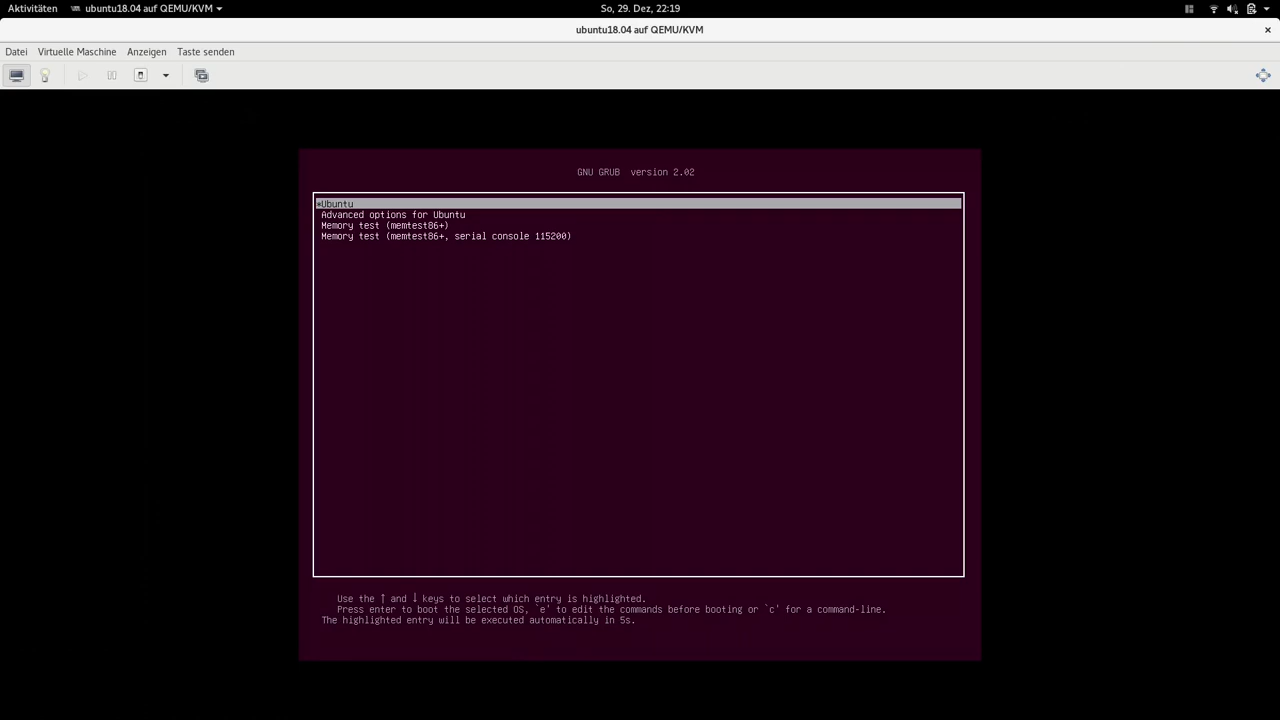 Aktivitäten ubuntu18.04 auf QEMU/KVM So, 29. Dez, 22:19
ubuntu18.04 auf QEMU/KVM ×
Datei Virtuelle Maschine Anzeigen Taste senden
GNU GRUB version 2.02
*Ubuntu
Advanced options for Ubuntu
Memory test (memtest86+)
Memory test (memtest86+, serial console 115200)
Use the ↑ and ↓ keys to select which entry is highlighted.
Press enter to boot the selected OS, `e' to edit the commands before booting or `c' for a command-line.
The highlighted entry will be executed automatically in 5s.